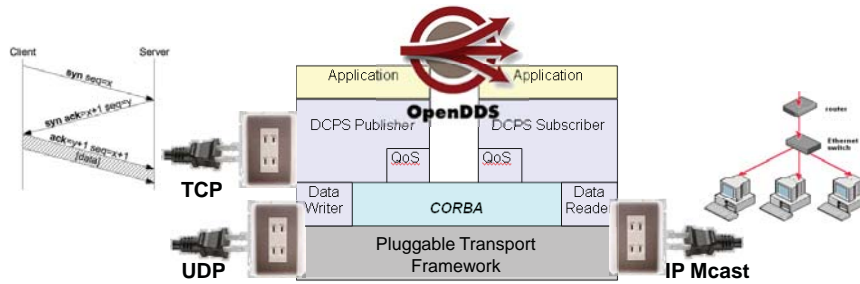 Client
Server
syn seq=x
syn ack=x+1 seq=y
ack=y+1 seq=x+1
[data]
Application
Application
OpenDDS
DCPS Publisher
DCPS Subscriber
QoS
QoS
Data
Writer
CORBA
Data
Reader
Pluggable Transport
Framework
TCP
UDP
IP Mcast
router
Ethernet
switch